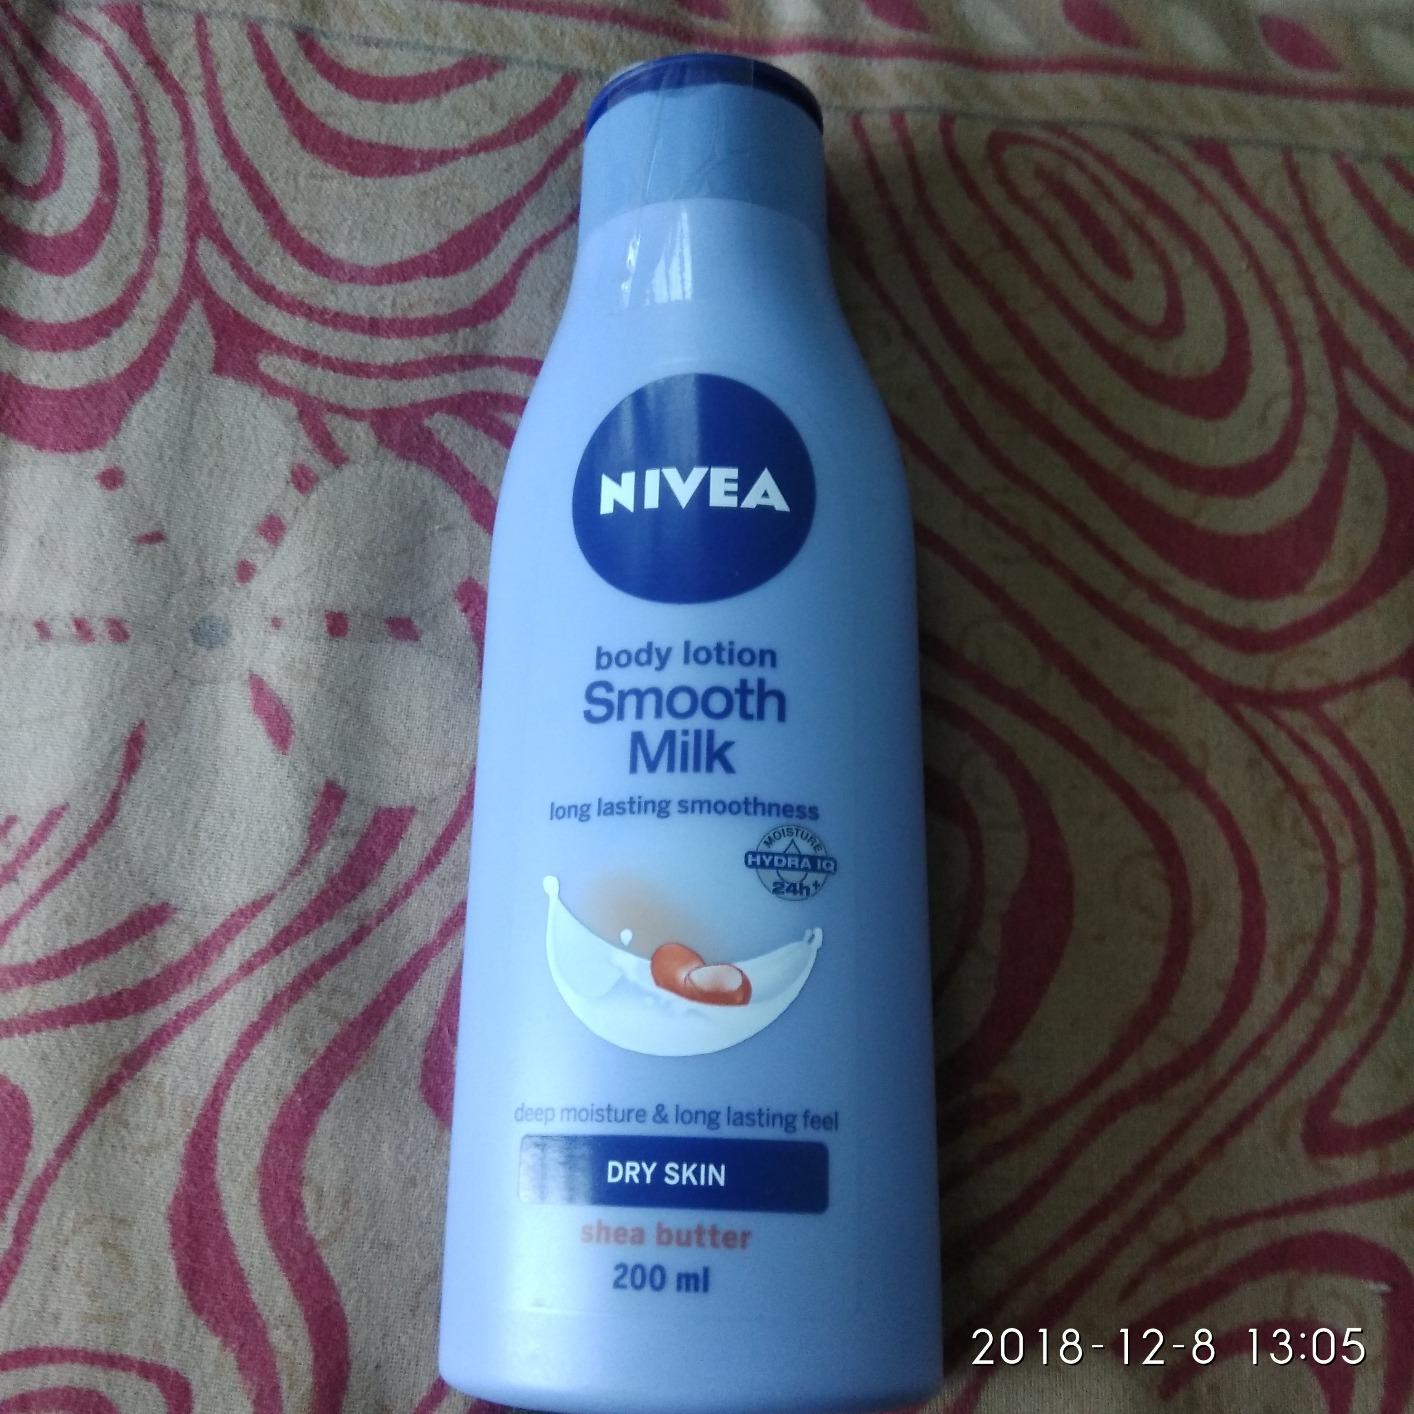 NIVEA
body lotion
Smooth
Milk
long lasting smoothness
MOISTURE
HYDRA IQ
24h+
deep moisture & long lasting feel
DRY SKIN
shea butter
200 ml
2018-12-8 13:05